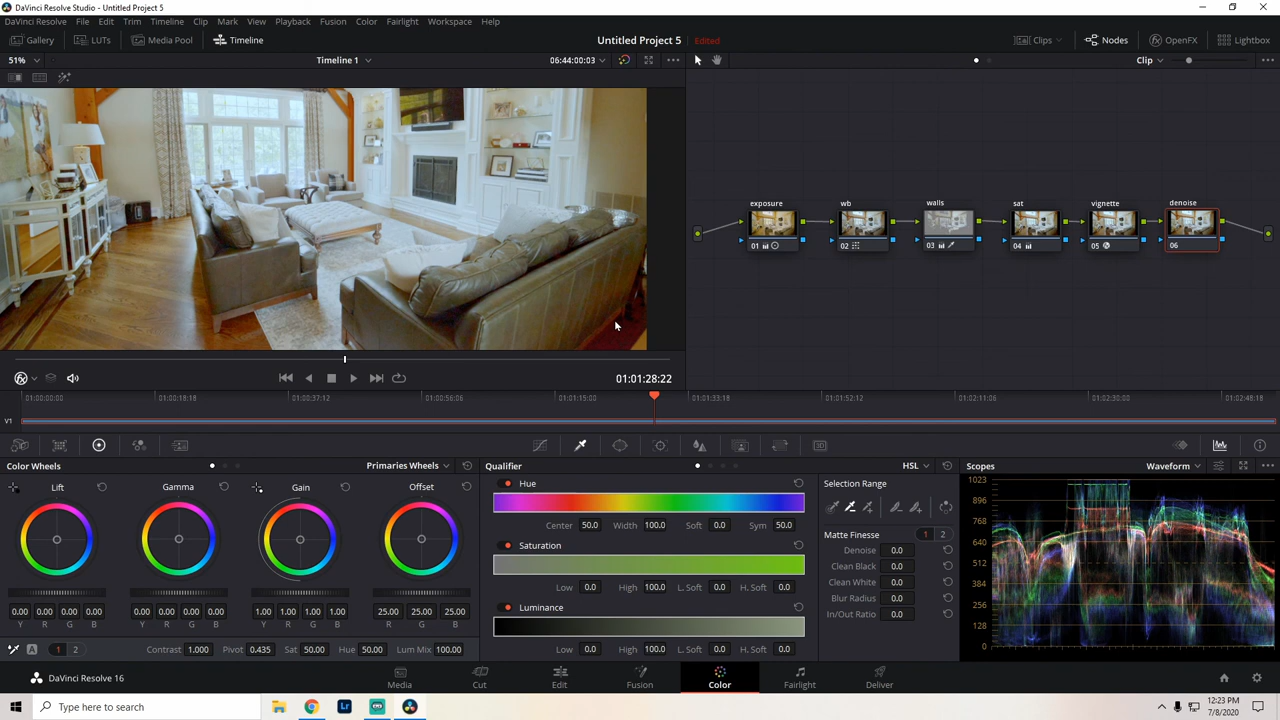 DaVinci Resolve Studio - Untitled Project 5
DaVinci Resolve File Edit Trim Timeline Clip Mark View Playback Fusion Color Fairlight Workspace Help
Gallery LUTs Media Pool Timeline Untitled Project 5 Edited Clips Nodes OpenFX Lightbox
51% Timeline 1 06:44:00:03 Clip
exposure wb walls sat vignette denoise
01 02 03 04 05 06
01:01:28:22
01:00:00:00 01:00:18:18 01:00:37:12 01:00:56:06 01:01:15:00 01:01:33:18 01:01:52:12 01:02:11:06 01:02:30:00 01:02:48:18
V1
Color Wheels Primaries Wheels Qualifier HSL Scopes Waveform
Lift Gamma Gain Offset
0.00 0.00 0.00 0.00 0.00 0.00 0.00 0.00 1.00 1.00 1.00 1.00 25.00 25.00 25.00
Y R G B Y R G B Y R G B R G B
A 1 2 Contrast 1.000 Pivot 0.435 Sat 50.00 Hue 50.00 Lum Mix 100.00
Hue
Center 50.0 Width 100.0 Soft 0.0 Sym 50.0
Saturation
Low 0.0 High 100.0 L. Soft 0.0 H. Soft 0.0
Luminance
Low 0.0 High 100.0 L. Soft 0.0 H. Soft 0.0
Selection Range
Matte Finesse 1 2
Denoise 0.0
Clean Black 0.0
Clean White 0.0
Blur Radius 0.0
In/Out Ratio 0.0
1023
896
768
640
512
384
256
128
0
DaVinci Resolve 16 Media Cut Edit Fusion Color Fairlight Deliver
Type here to search
Lr
12:23 PM
7/8/2020